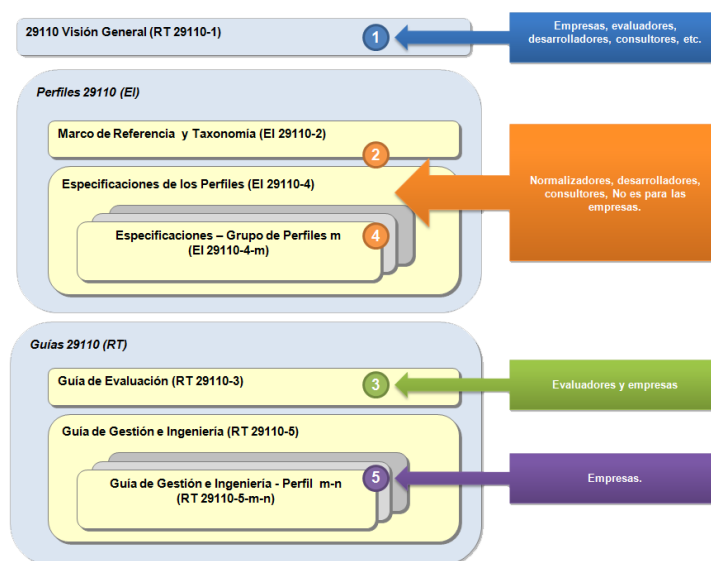 29110 Visión General (RT 29110-1)
1
Empresas, evaluadores,
desarrolladores, consultores, etc.
Perfiles 29110 (EI)
Marco de Referencia y Taxonomía (EI 29110-2)
2
Especificaciones de los Perfiles (EI 29110-4)
Especificaciones – Grupo de Perfiles m
(EI 29110-4-m)
4
Normalizadores, desarrolladores,
consultores, No es para las
empresas.
Guías 29110 (RT)
Guía de Evaluación (RT 29110-3)
3
Evaluadores y empresas
Guía de Gestión e Ingeniería (RT 29110-5)
Guía de Gestión e Ingeniería - Perfil m-n
(RT 29110-5-m-n)
5
Empresas.